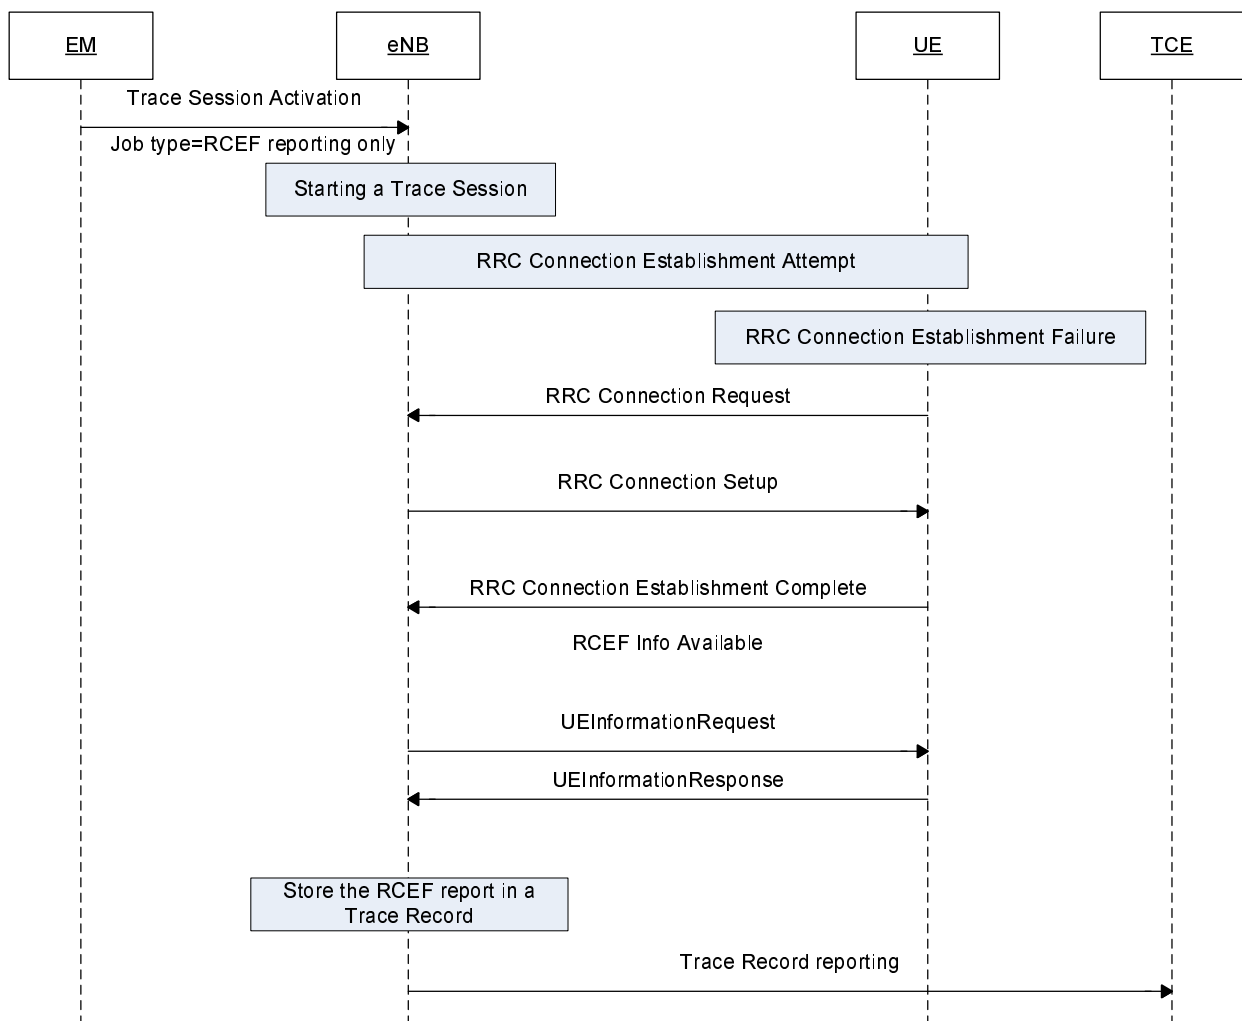 EM
eNB
UE
TCE
Trace Session Activation
Job type=RCEF reporting only
Starting a Trace Session
RRC Connection Establishment Attempt
RRC Connection Establishment Failure
RRC Connection Request
RRC Connection Setup
RRC Connection Establishment Complete
RCEF Info Available
UEInformationRequest
UEInformationResponse
Store the RCEF report in a
Trace Record
Trace Record reporting